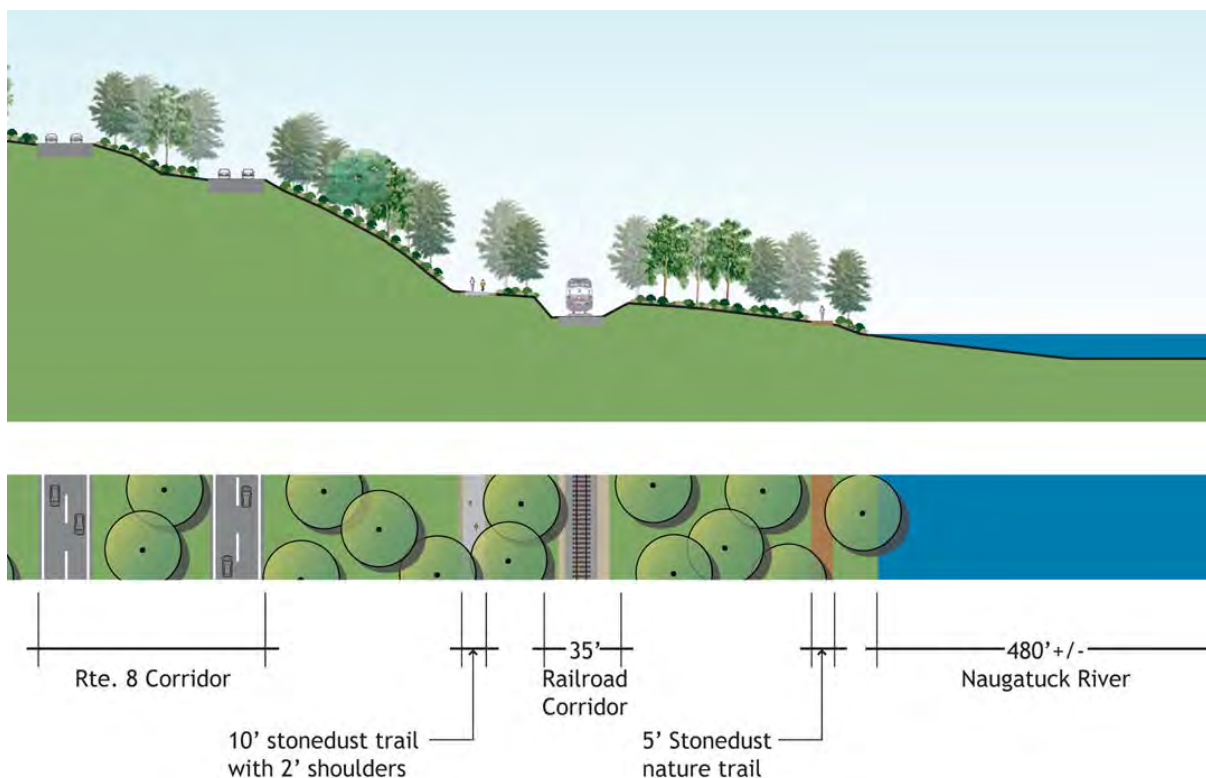 35'
480'+/-
Rte. 8 Corridor
Railroad
Corridor
Naugatuck River
10' stonedust trail
with 2' shoulders
5' Stonedust
nature trail